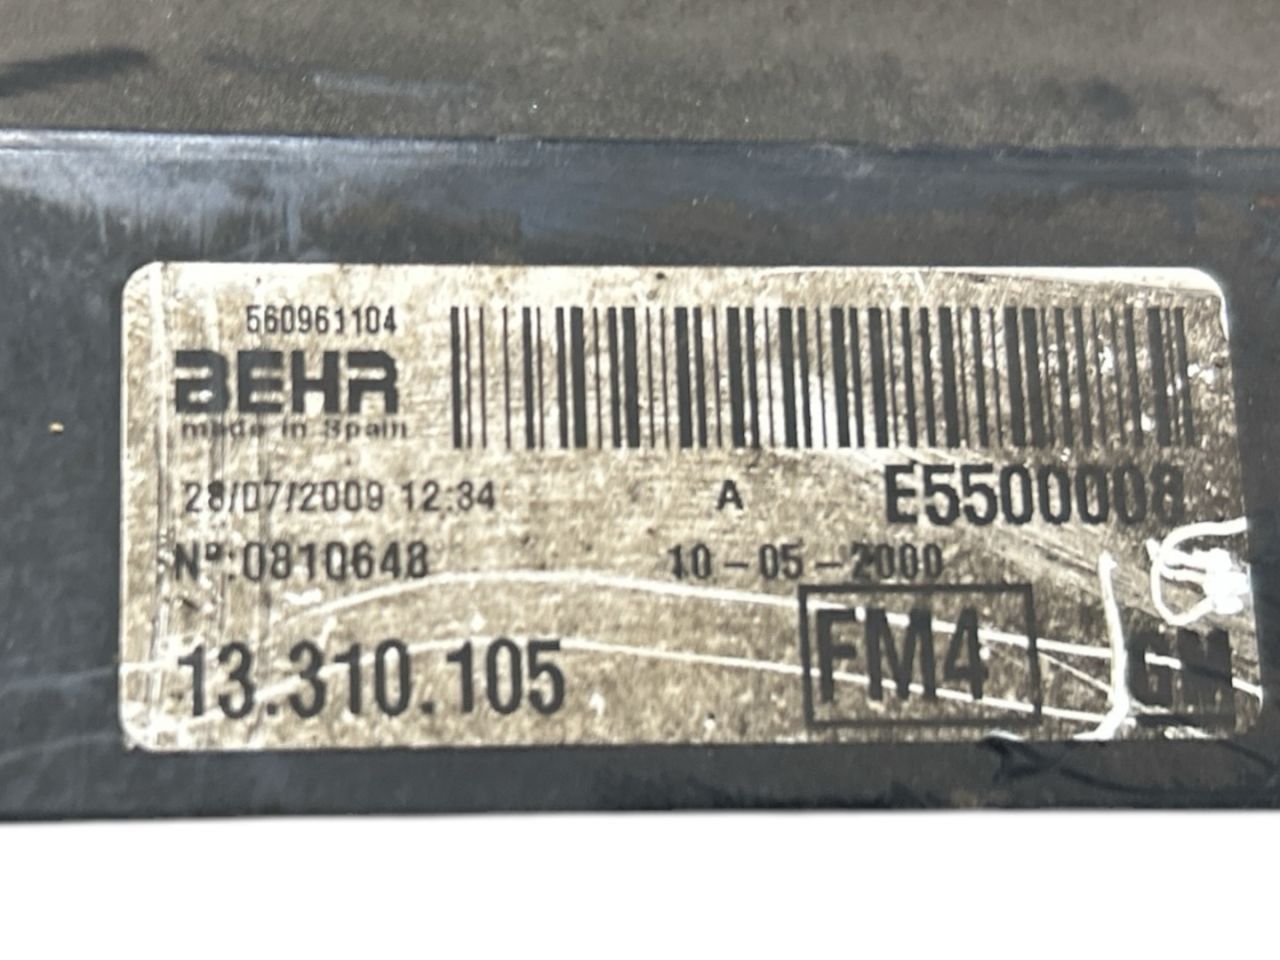 560961104
BEHR
made in Spain
28/07/2009 12:34 A E5500008
Nº:0810648 10-05-2000
13.310.105 FM4 GM